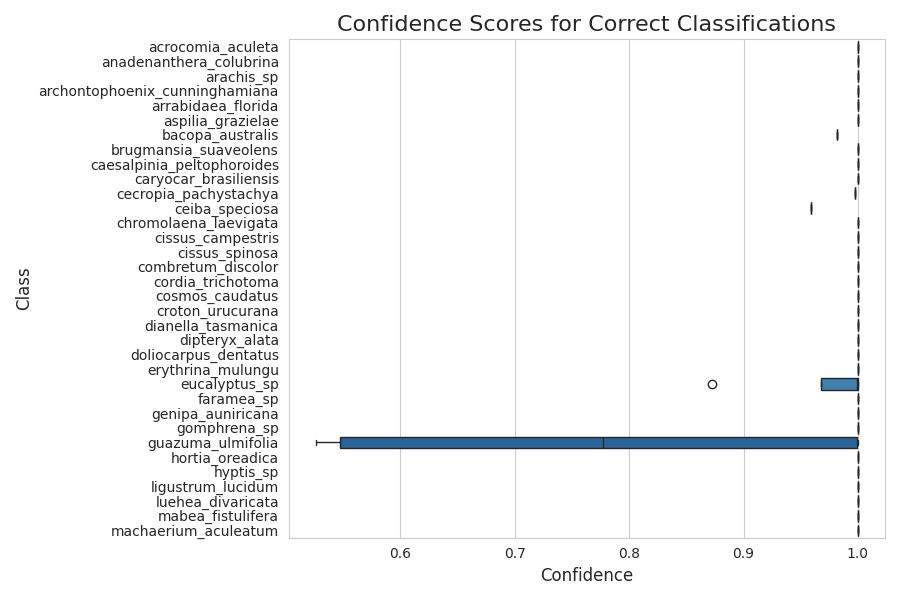 Confidence Scores for Correct Classifications
acrocomia_aculeta
anadenanthera_colubrina
arachis_sp
archontophoenix_cunninghamiana
arrabidaea_florida
aspilia_grazielae
bacopa_australis
brugmansia_suaveolens
caesalpinia_peltophoroides
caryocar_brasiliensis
cecropia_pachystachya
ceiba_speciosa
chromolaena_laevigata
cissus_campestris
cissus_spinosa
combretum_discolor
cordia_trichotoma
cosmos_caudatus
croton_urucurana
dianella_tasmanica
dipteryx_alata
doliocarpus_dentatus
erythrina_mulungu
eucalyptus_sp
faramea_sp
genipa_auniricana
gomphrena_sp
guazuma_ulmifolia
hortia_oreadica
hyptis_sp
ligustrum_lucidum
luehea_divaricata
mabea_fistulifera
machaerium_aculeatum
Class
0.6 0.7 0.8 0.9 1.0
Confidence